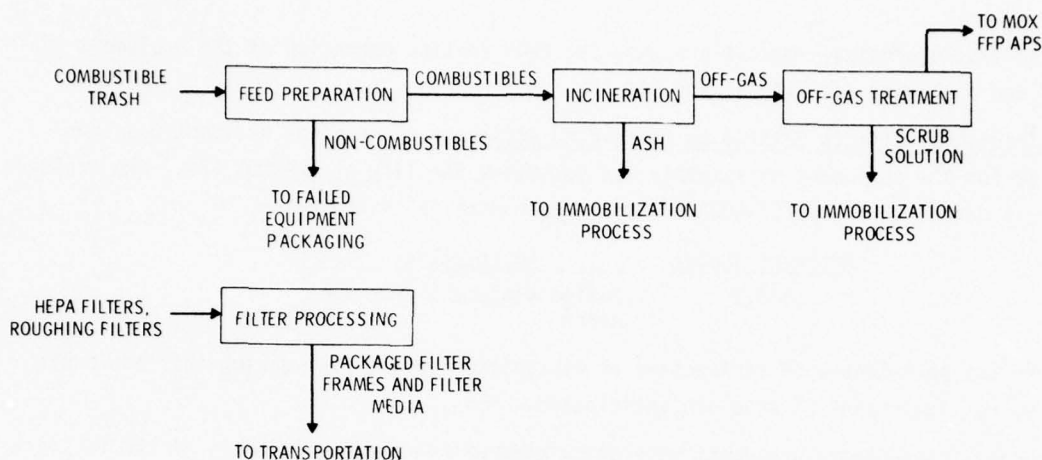 TO MOX
FFP APS
COMBUSTIBLE
TRASH
FEED PREPARATION
COMBUSTIBLES
INCINERATION
OFF-GAS
OFF-GAS TREATMENT
NON-COMBUSTIBLES
ASH
SCRUB
SOLUTION
TO FAILED
EQUIPMENT
PACKAGING
TO IMMOBILIZATION
PROCESS
TO IMMOBILIZATION
PROCESS
HEPA FILTERS,
ROUGHING FILTERS
FILTER PROCESSING
PACKAGED FILTER
FRAMES AND FILTER
MEDIA
TO TRANSPORTATION